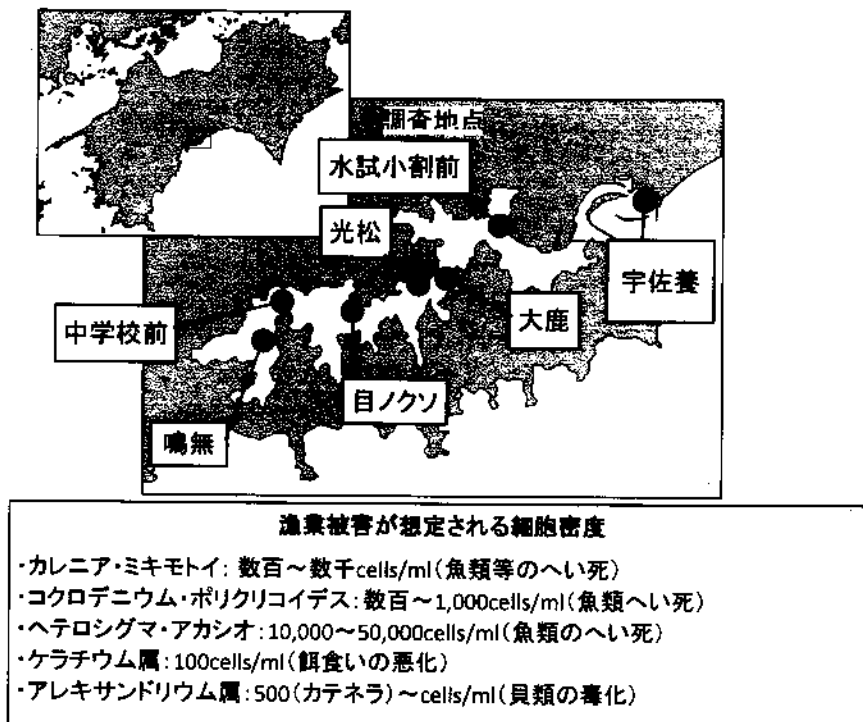 調査地点
水試小割前
光松
宇佐養
大鹿
中学校前
目ノクソ
鳴無
漁業被害が想定される細胞密度
・カレニア・ミキモトイ: 数百～数千cells/ml(魚類等のへい死)
・コクロデニウム・ポリクリコイデス:数百～1,000cells/ml(魚類へい死)
・ヘテロシグマ・アカシオ:10,000～50,000cells/ml(魚類のへい死)
・ケラチウム属:100cells/ml(餌食いの悪化)
・アレキサンドリウム属:500(カテネラ)～cells/ml(貝類の毒化)